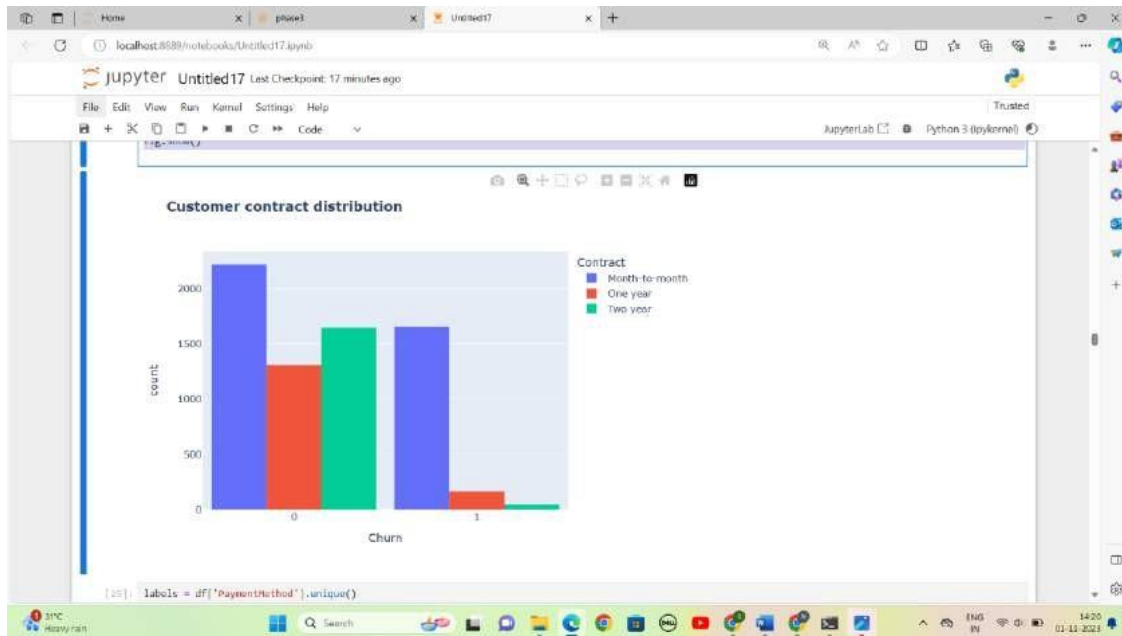 Home
phase3
Untitled17
localhost:8889/notebooks/Untitled17.ipynb
jupyter Untitled17 Last Checkpoint: 17 minutes ago
File Edit View Run Kernel Settings Help
Trusted
Code
JupyterLab
Python 3 (ipykernel)
fig.show()
Customer contract distribution
Contract
Month-to-month
One year
Two year
2000
1500
1000
500
0
count
0 1
Churn
labels = df['PaymentMethod'].unique()
31°C
Heavy rain
Search
ENG
IN
14:20
01-11-2023